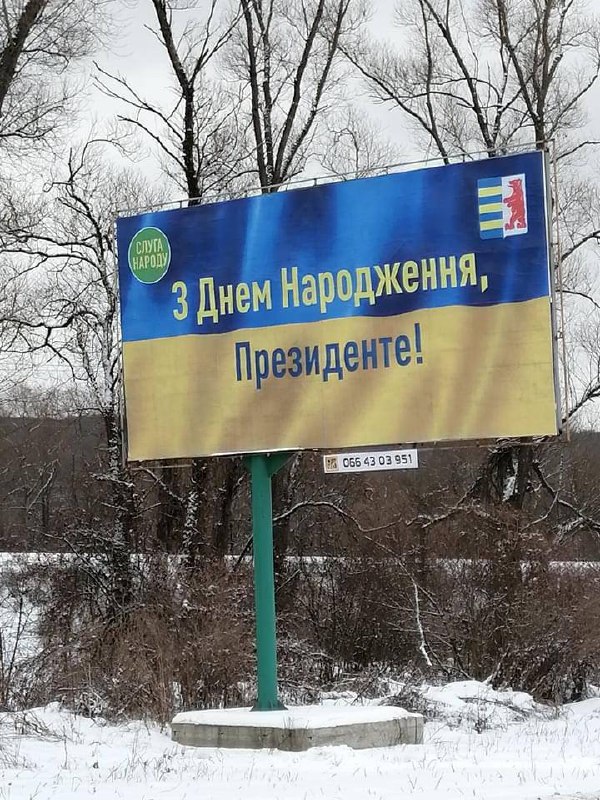 СЛУГА
НАРОДУ
З Днем Народження,
Президенте!
066 43 03 951